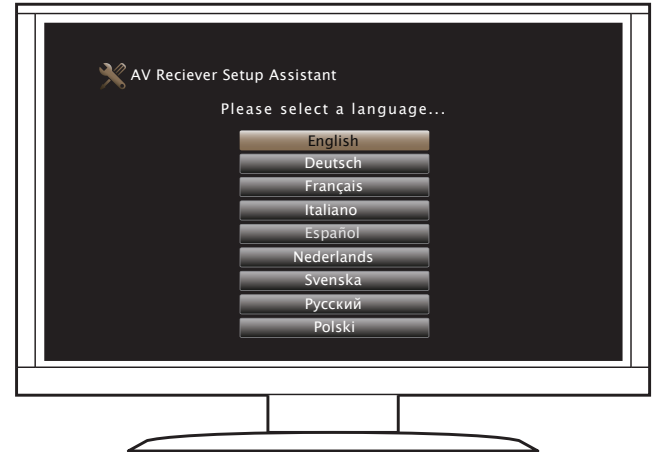 AV Reciever Setup Assistant
Please select a language...
English
Deutsch
Français
Italiano
Español
Nederlands
Svenska
Русский
Polski